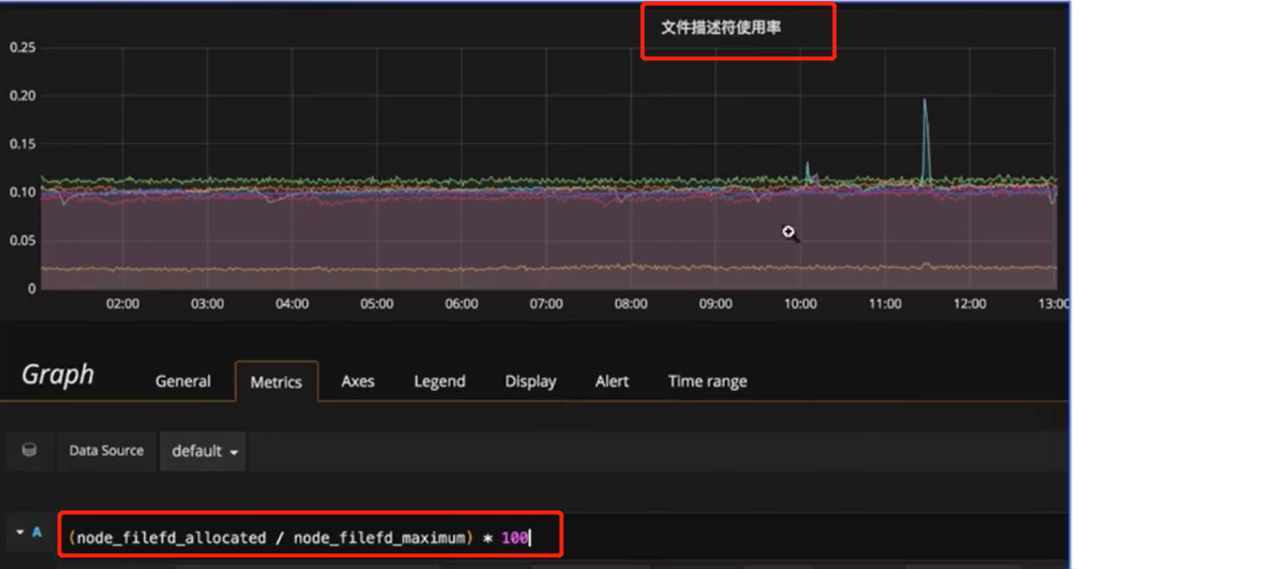 文件描述符使用率
0.25
0.20
0.15
0.10
0.05
0
02:00 03:00 04:00 05:00 06:00 07:00 08:00 09:00 10:00 11:00 12:00 13:00
Graph General Metrics Axes Legend Display Alert Time range
Data Source default
A (node_filefd_allocated / node_filefd_maximum) * 100